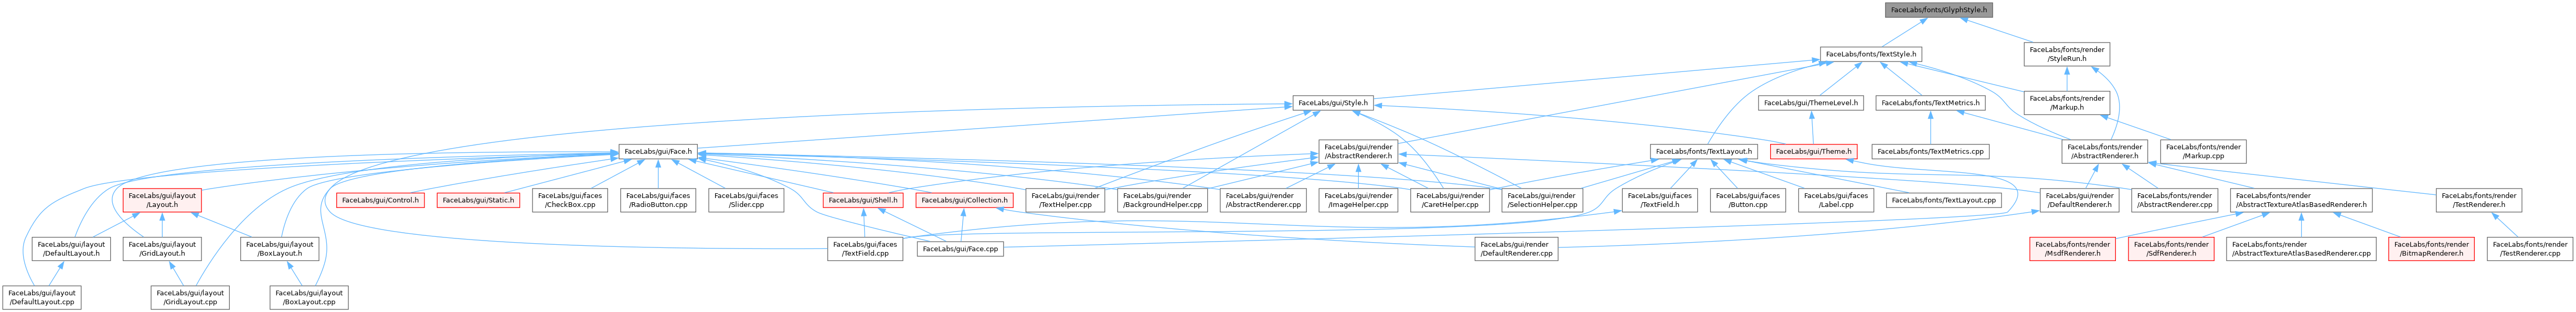 FaceLabs/fonts/GlyphStyle.h
FaceLabs/fonts/TextStyle.h
FaceLabs/fonts/render
/StyleRun.h
FaceLabs/gui/Style.h
FaceLabs/gui/ThemeLevel.h
FaceLabs/fonts/TextMetrics.h
FaceLabs/fonts/render
/Markup.h
FaceLabs/gui/Face.h
FaceLabs/gui/render
/AbstractRenderer.h
FaceLabs/fonts/TextLayout.h
FaceLabs/gui/Theme.h
FaceLabs/fonts/TextMetrics.cpp
FaceLabs/fonts/render
/AbstractRenderer.h
FaceLabs/fonts/render
/Markup.cpp
FaceLabs/gui/layout
/Layout.h
FaceLabs/gui/Control.h
FaceLabs/gui/Static.h
FaceLabs/gui/faces
/CheckBox.cpp
FaceLabs/gui/faces
/RadioButton.cpp
FaceLabs/gui/faces
/Slider.cpp
FaceLabs/gui/Shell.h
FaceLabs/gui/Collection.h
FaceLabs/gui/render
/TextHelper.cpp
FaceLabs/gui/render
/BackgroundHelper.cpp
FaceLabs/gui/render
/AbstractRenderer.cpp
FaceLabs/gui/render
/ImageHelper.cpp
FaceLabs/gui/render
/CaretHelper.cpp
FaceLabs/gui/render
/SelectionHelper.cpp
FaceLabs/gui/faces
/TextField.h
FaceLabs/gui/faces
/Button.cpp
FaceLabs/gui/faces
/Label.cpp
FaceLabs/fonts/TextLayout.cpp
FaceLabs/gui/render
/DefaultRenderer.h
FaceLabs/fonts/render
/AbstractRenderer.cpp
FaceLabs/fonts/render
/AbstractTextureAtlasBasedRenderer.h
FaceLabs/fonts/render
/TestRenderer.h
FaceLabs/gui/layout
/DefaultLayout.h
FaceLabs/gui/layout
/GridLayout.h
FaceLabs/gui/layout
/BoxLayout.h
FaceLabs/gui/faces
/TextField.cpp
FaceLabs/gui/Face.cpp
FaceLabs/gui/render
/DefaultRenderer.cpp
FaceLabs/fonts/render
/MsdfRenderer.h
FaceLabs/fonts/render
/SdfRenderer.h
FaceLabs/fonts/render
/AbstractTextureAtlasBasedRenderer.cpp
FaceLabs/fonts/render
/BitmapRenderer.h
FaceLabs/fonts/render
/TestRenderer.cpp
FaceLabs/gui/layout
/DefaultLayout.cpp
FaceLabs/gui/layout
/GridLayout.cpp
FaceLabs/gui/layout
/BoxLayout.cpp